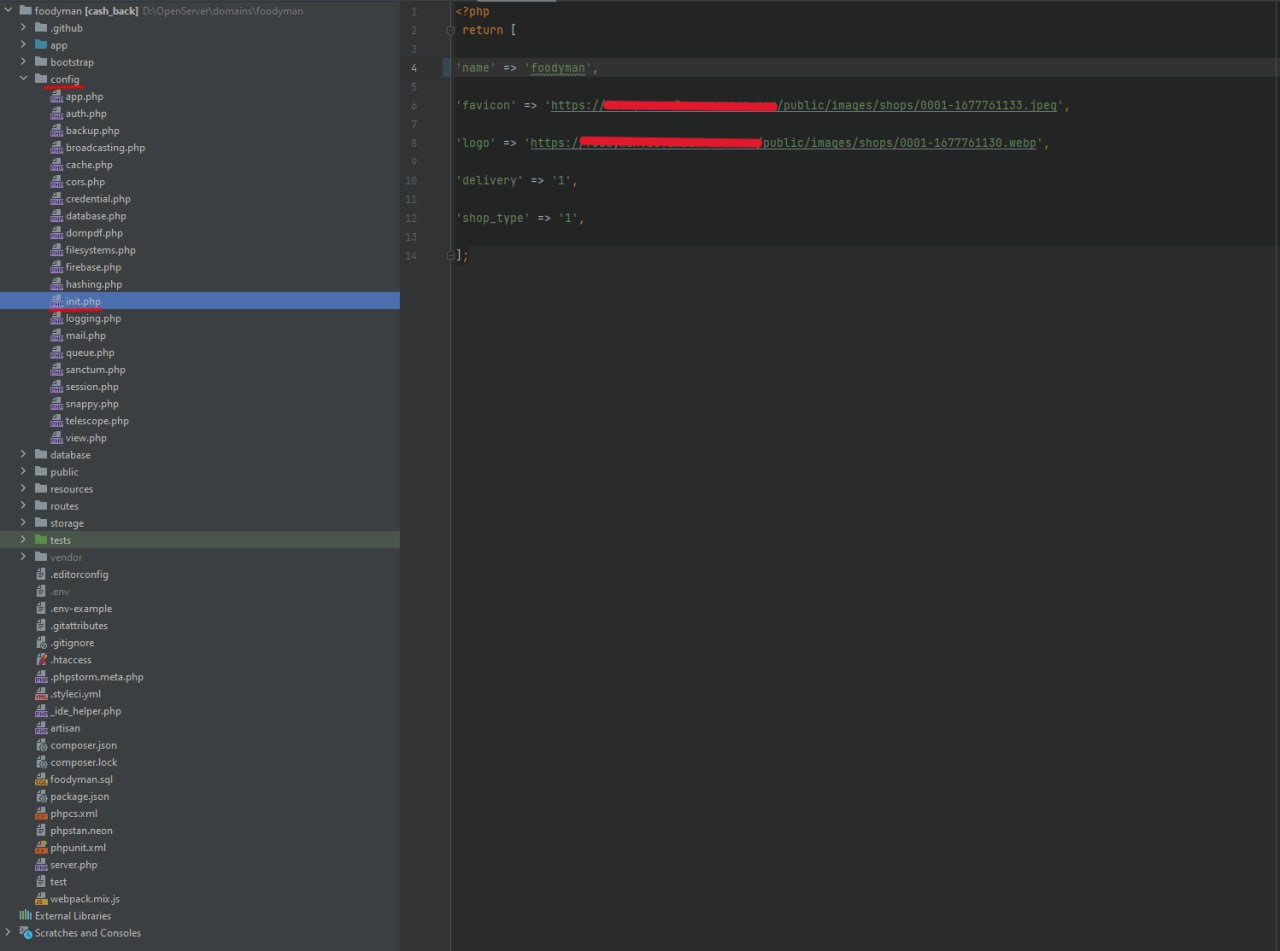 foodyman [cash_back] D:\OpenServer\domains\foodyman
.github
app
bootstrap
config
app.php
auth.php
backup.php
broadcasting.php
cache.php
cors.php
credential.php
database.php
dompdf.php
filesystems.php
firebase.php
hashing.php
init.php
logging.php
mail.php
queue.php
sanctum.php
session.php
snappy.php
telescope.php
view.php
database
public
resources
routes
storage
tests
vendor
.editorconfig
.env
.env-example
.gitattributes
.gitignore
.htaccess
.phpstorm.meta.php
.styleci.yml
_ide_helper.php
artisan
composer.json
composer.lock
foodyman.sql
package.json
phpcs.xml
phpstan.neon
phpunit.xml
server.php
test
webpack.mix.js
External Libraries
Scratches and Consoles
1 <?php
2 return [
3
4 'name' => 'foodyman',
5
6 'favicon' => 'https:///public/images/shops/0001-1677761133.jpeg',
7
8 'logo' => 'https:/ /public/images/shops/0001-1677761130.webp',
9
10 'delivery' => '1',
11
12 'shop_type' => '1',
13
14 ];